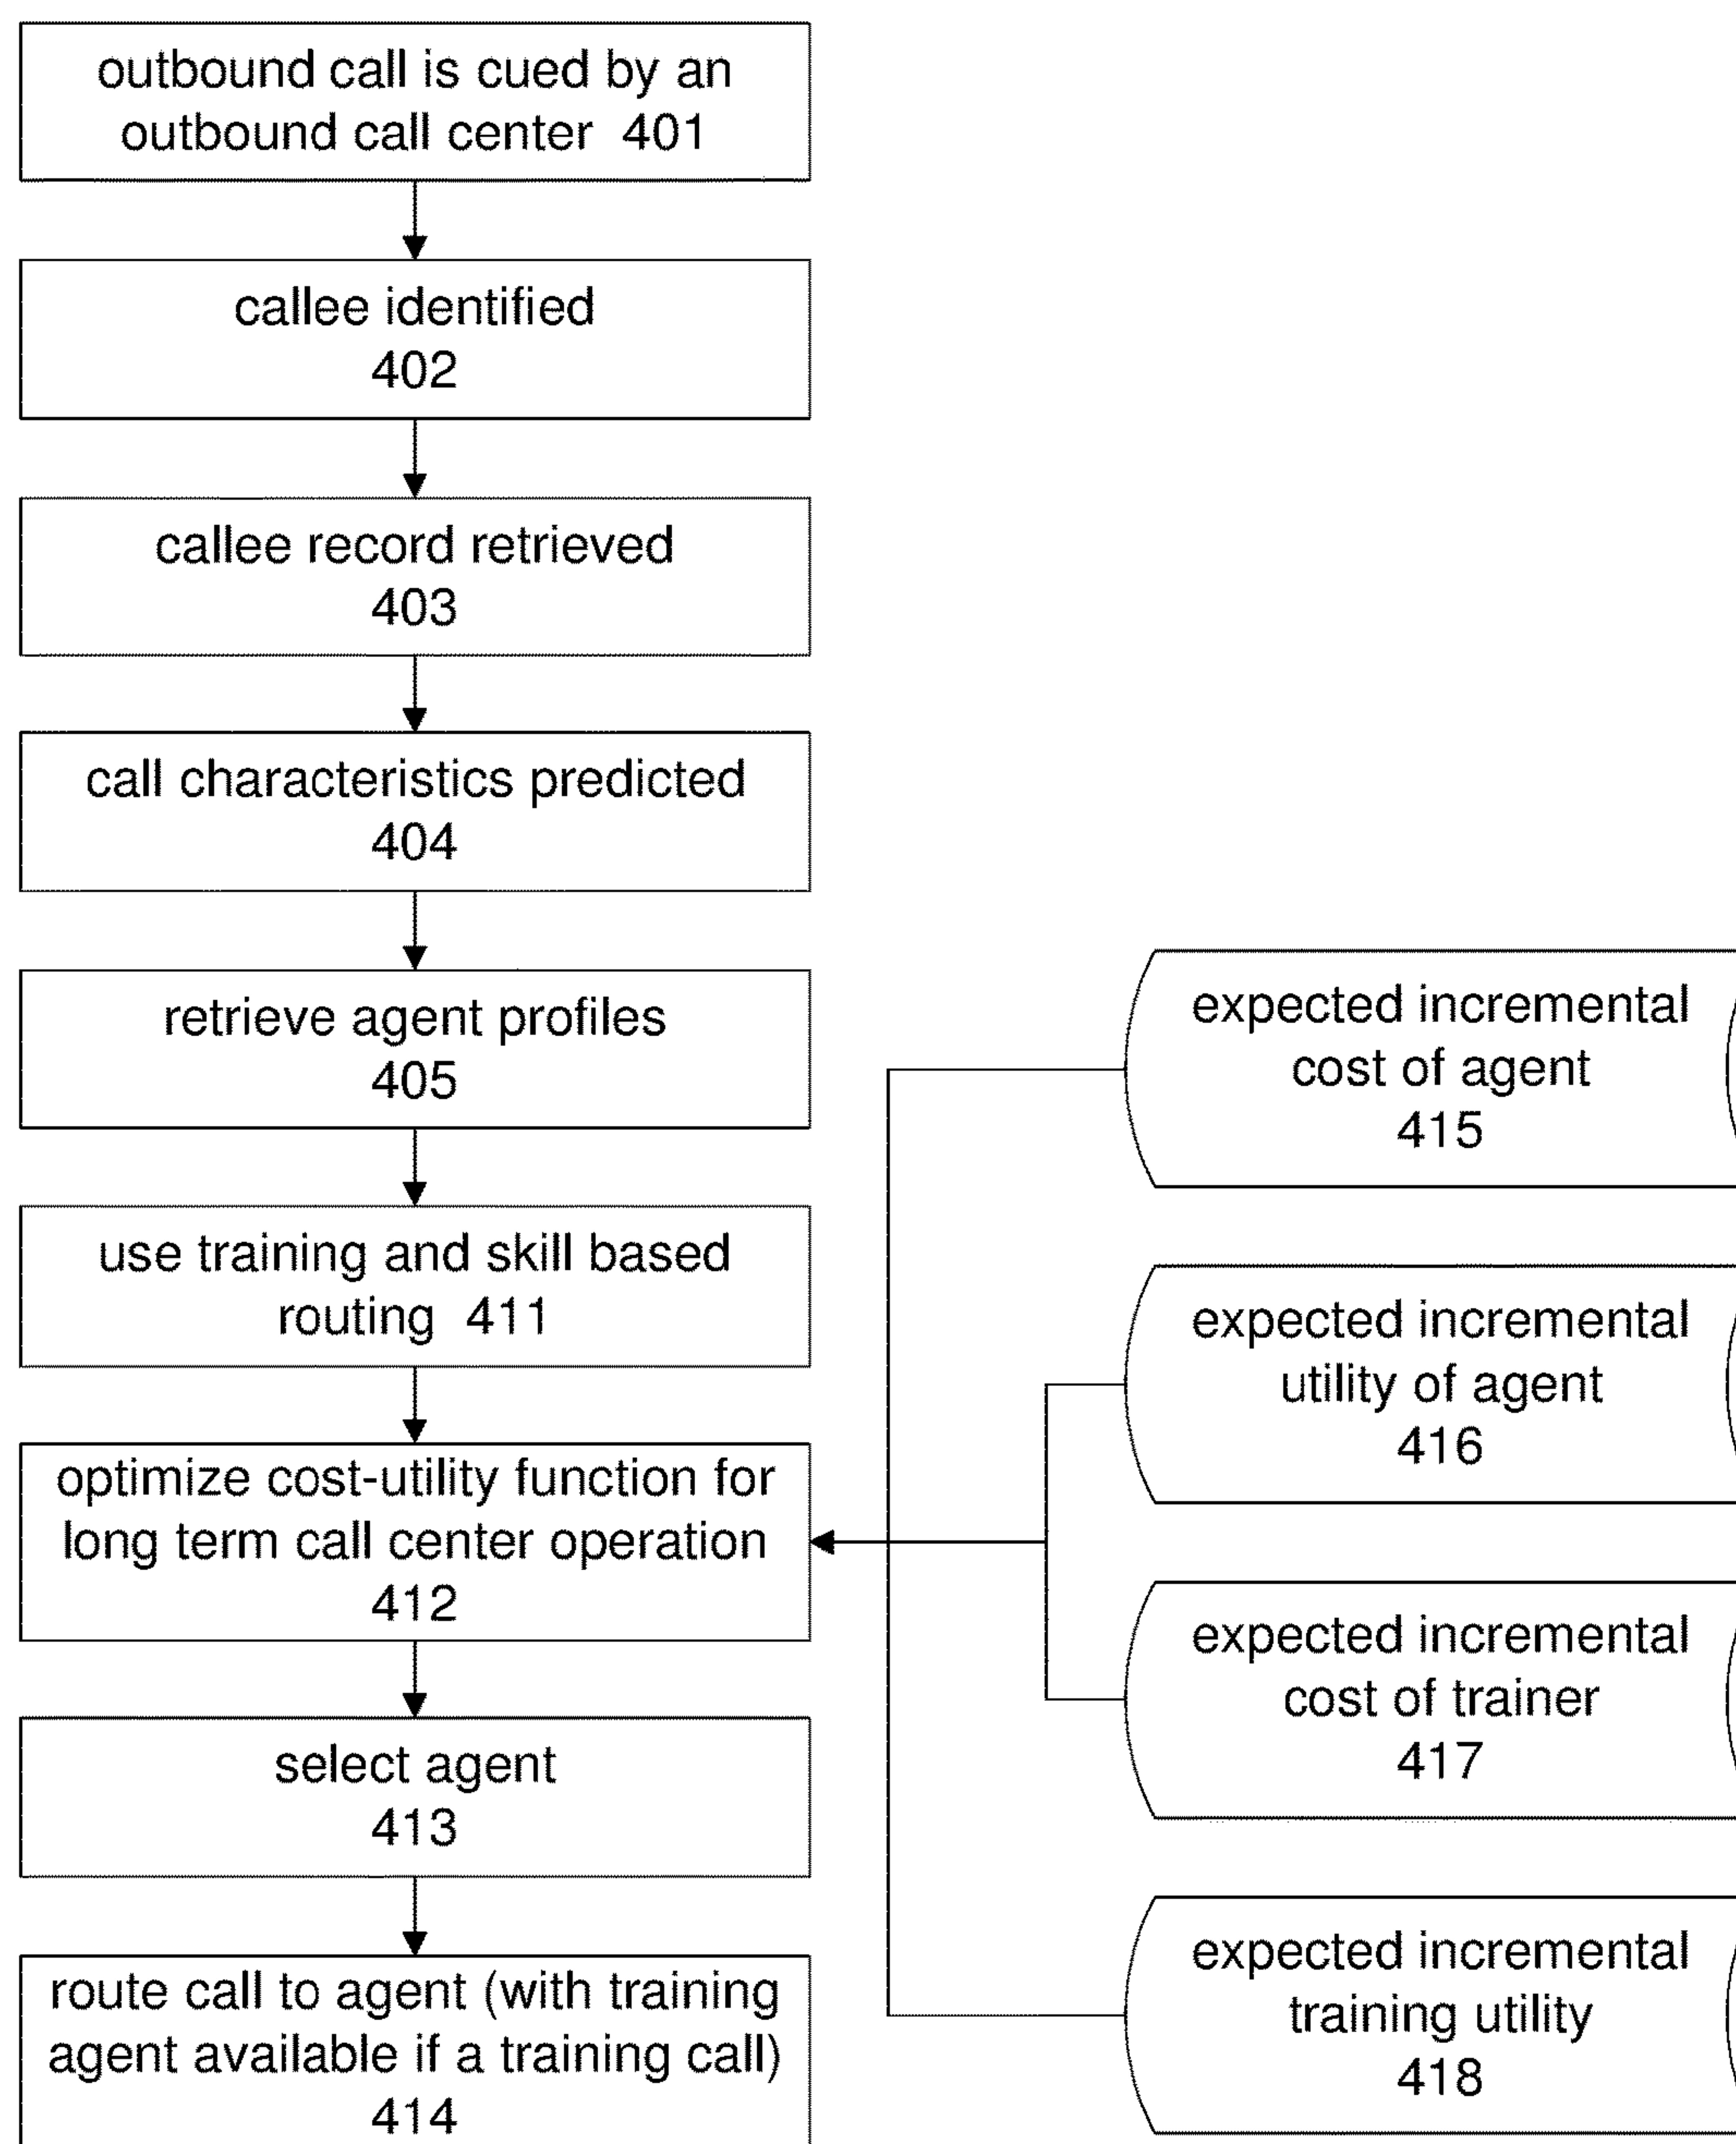 outbound call is cued by an
outbound call center 401
callee identified
402
callee record retrieved
403
call characteristics predicted
404
retrieve agent profiles
405
use training and skill based
routing 411
optimize cost-utility function for
long term call center operation
412
select agent
413
route call to agent (with training
agent available if a training call)
414
expected incremental
cost of agent
415
expected incremental
utility of agent
416
expected incremental
cost of trainer
417
expected incremental
training utility
418